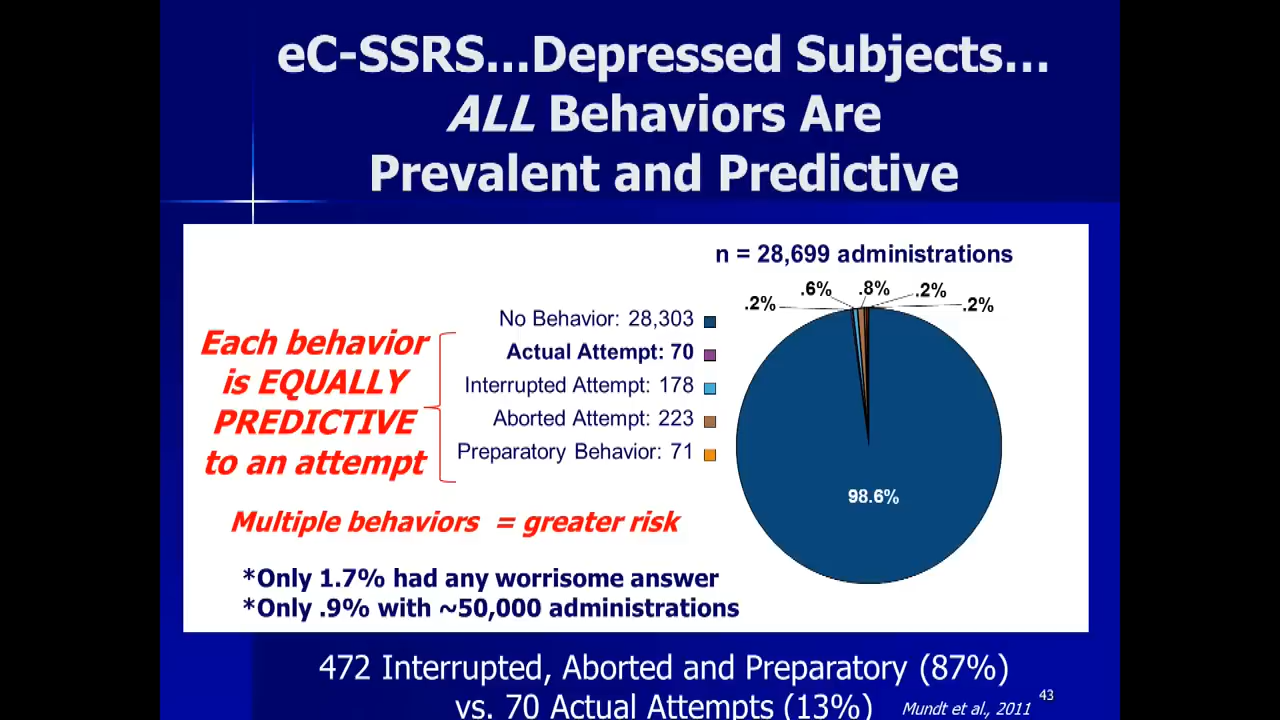 eC-SSRS...Depressed Subjects...
ALL Behaviors Are
Prevalent and Predictive
n = 28,699 administrations
.2%
.6%
.8%
.2%
.2%
No Behavior: 28,303
Actual Attempt: 70
Interrupted Attempt: 178
Aborted Attempt: 223
Preparatory Behavior: 71
98.6%
Each behavior
is EQUALLY
PREDICTIVE
to an attempt
Multiple behaviors = greater risk
*Only 1.7% had any worrisome answer
*Only .9% with ~50,000 administrations
472 Interrupted, Aborted and Preparatory (87%)
vs. 70 Actual Attempts (13%)
Mundt et al., 2011
43